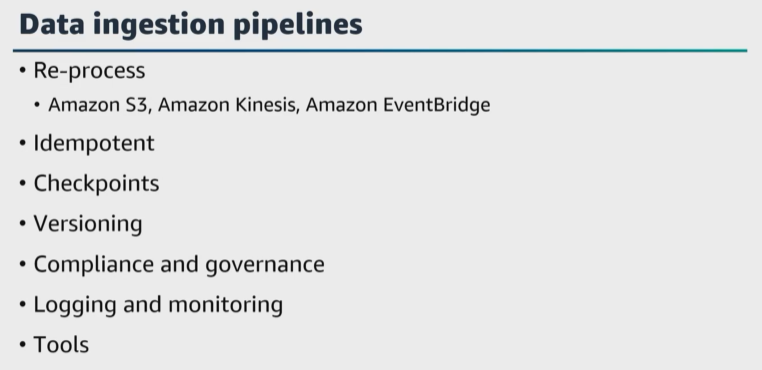 Data ingestion pipelines
• Re-process
• Amazon S3, Amazon Kinesis, Amazon EventBridge
• Idempotent
• Checkpoints
• Versioning
• Compliance and governance
• Logging and monitoring
• Tools